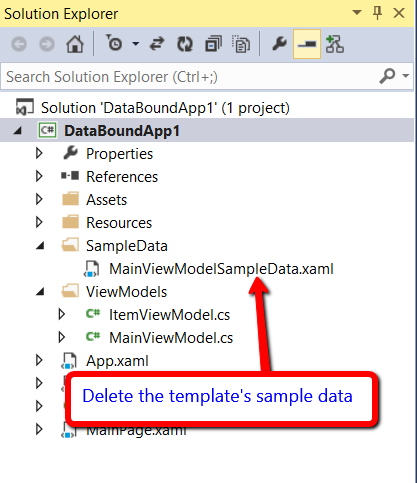 Solution Explorer
Search Solution Explorer (Ctrl+;)
Solution 'DataBoundApp1' (1 project)
C# DataBoundApp1
Properties
References
Assets
Resources
SampleData
MainViewModelSampleData.xaml
ViewModels
C# ItemViewModel.cs
C# MainViewModel.cs
App.xaml
Delete the template's sample data
MainPage.xaml